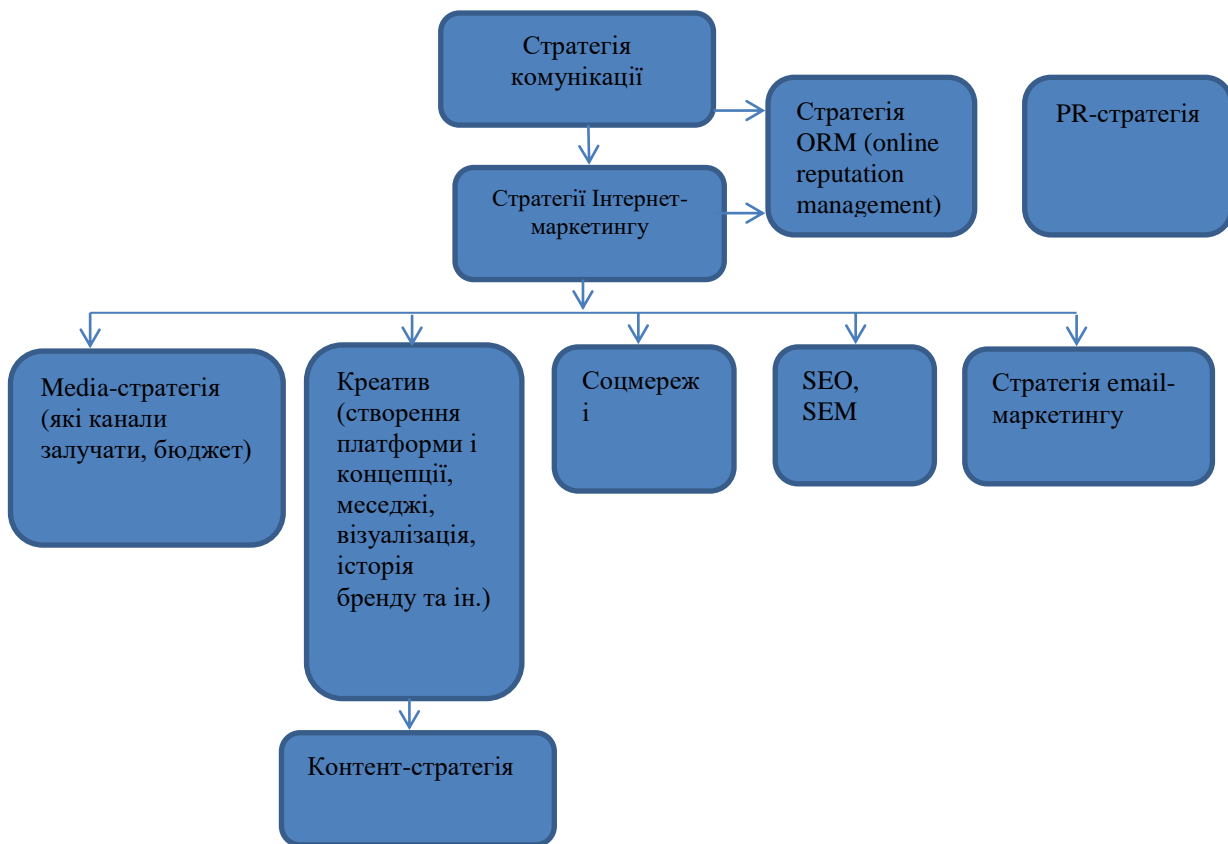 Стратегія
комунікації
Стратегія
ORM (online
reputation
management)
PR-стратегія
Стратегії Інтернет-
маркетингу
Media-стратегія
(які канали
залучати, бюджет)
Креатив
(створення
платформи і
концепції,
меседжі,
візуалізація,
історія
бренду та ін.)
Соцмереж
і
SEO,
SEM
Стратегія email-
маркетингу
Контент-стратегія